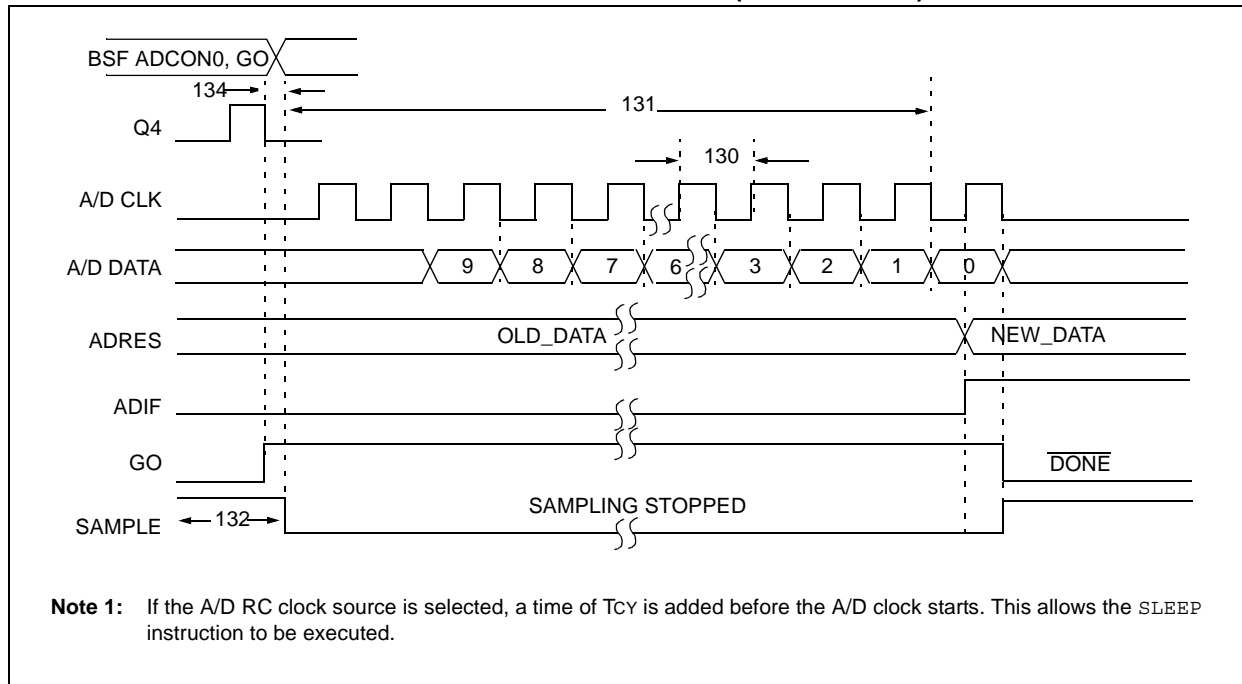 BSF ADCON0, GO
134
131
Q4
130
A/D CLK
A/D DATA 9 8 7 6 3 2 1 0
ADRES OLD_DATA NEW_DATA
ADIF
GO DONE
SAMPLING STOPPED
SAMPLE 132
Note 1: If the A/D RC clock source is selected, a time of TCY is added before the A/D clock starts. This allows the SLEEP
instruction to be executed.